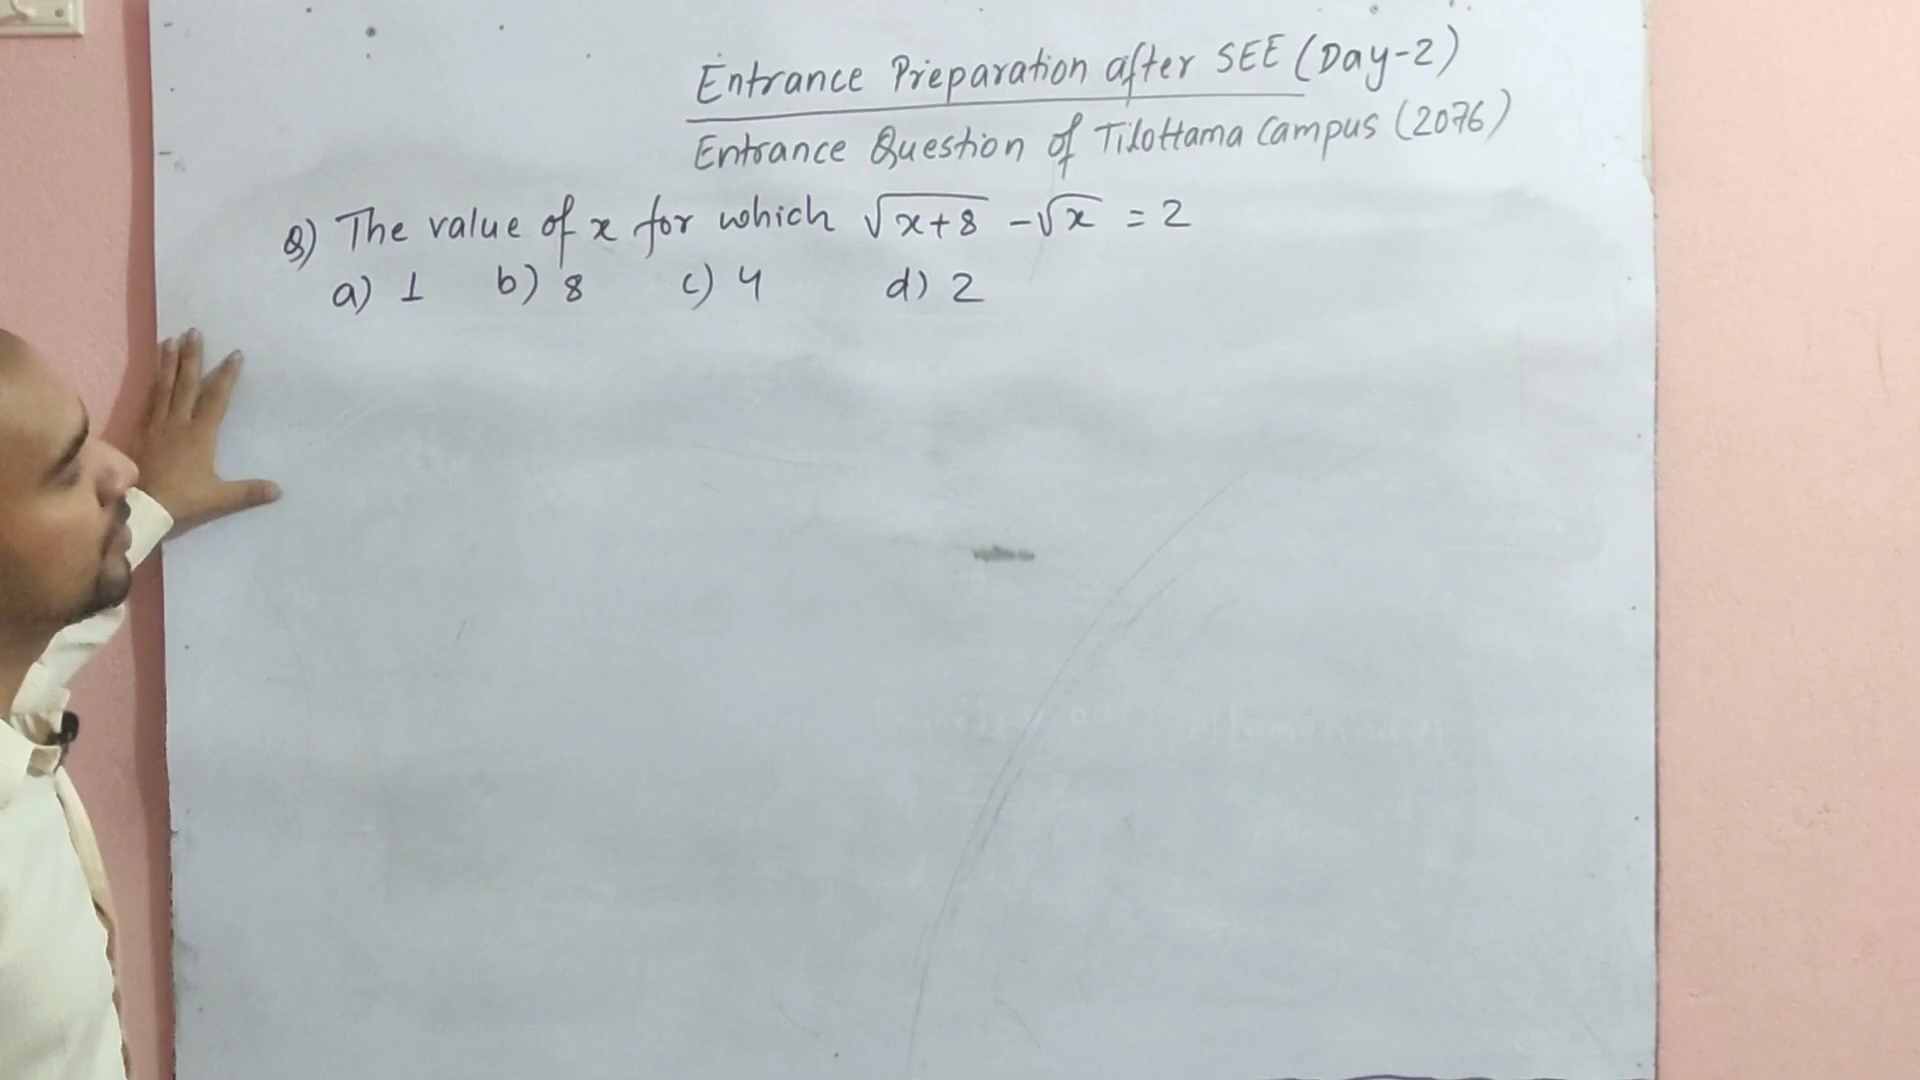 Entrance Preparation after SEE (Day-2)
Entrance Question of Tilottama Campus (2076)
Q) The value of x for which √x+8 - √x = 2
a) 1 b) 8 c) 4 d) 2